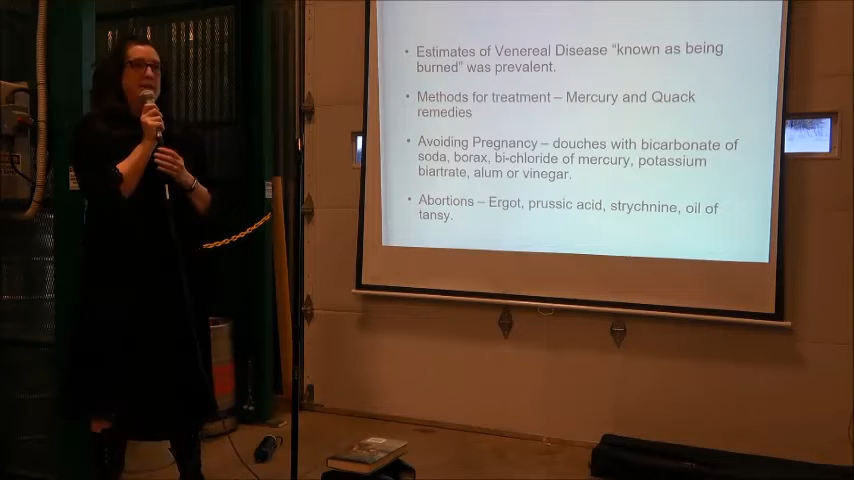 • Estimates of Venereal Disease “known as being
burned” was prevalent.
• Methods for treatment – Mercury and Quack
remedies
• Avoiding Pregnancy – douches with bicarbonate of
soda, borax, bi-chloride of mercury, potassium
biartrate, alum or vinegar.
• Abortions – Ergot, prussic acid, strychnine, oil of
tansy.